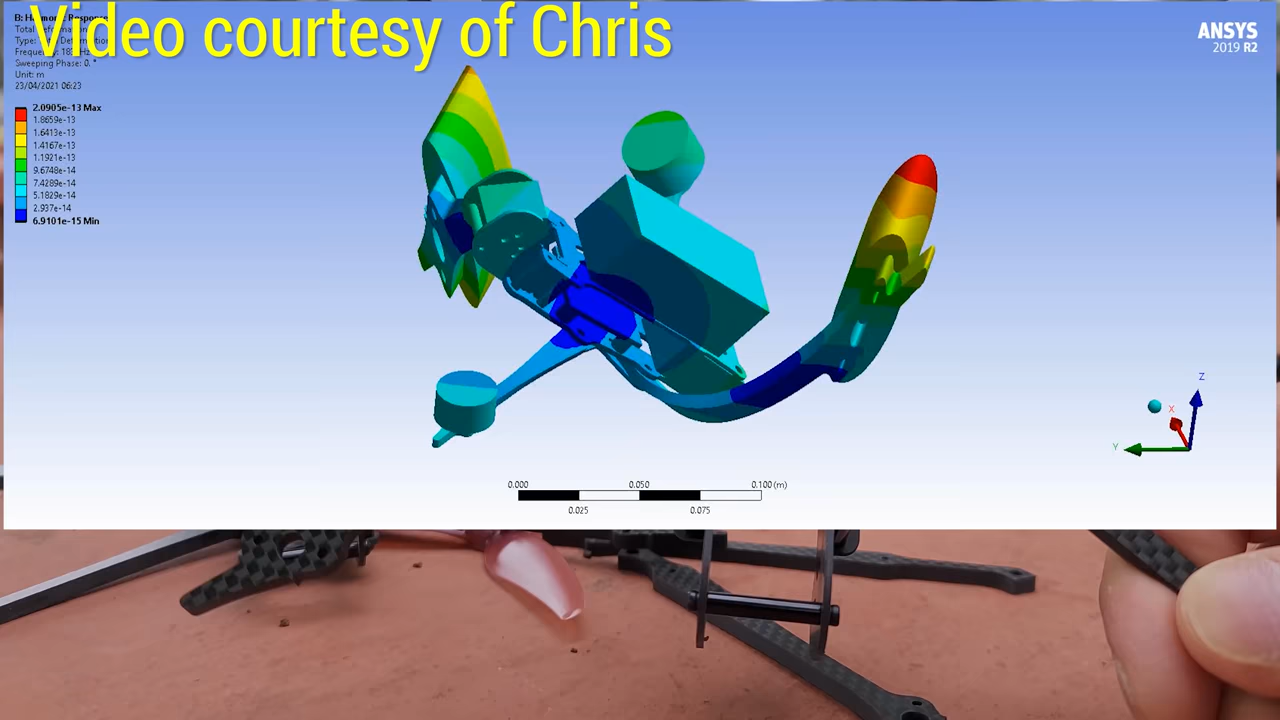 Video courtesy of Chris
B: Harmonic Response
Total Deformation
Unit: m
23/04/2021 06:23
2.0905e-13 Max
1.8659e-13
1.6413e-13
1.4167e-13
1.1921e-13
9.6748e-14
7.4289e-14
5.1829e-14
2.937e-14
6.9101e-15 Min
ANSYS
2019 R2
Z
X
Y
0.000
0.050
0.100 (m)
0.025
0.075